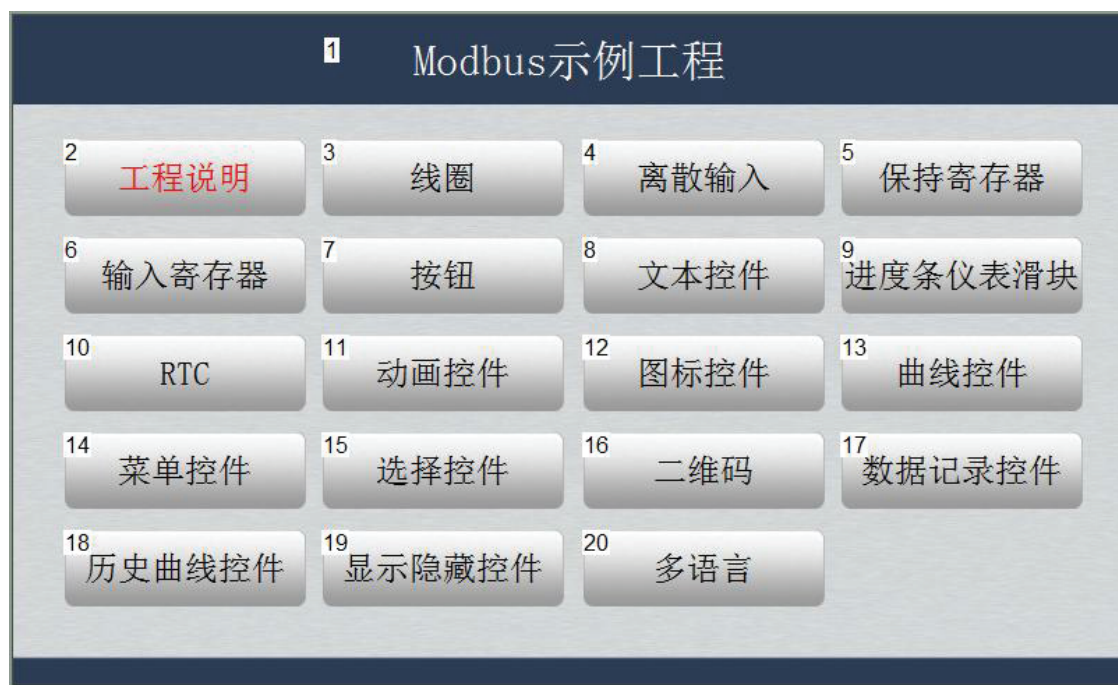 1 Modbus示例工程
2 工程说明 3 线圈 4 离散输入 5 保持寄存器
6 输入寄存器 7 按钮 8 文本控件 9 进度条仪表滑块
10 RTC 11 动画控件 12 图标控件 13 曲线控件
14 菜单控件 15 选择控件 16 二维码 17 数据记录控件
18 历史曲线控件 19 显示隐藏控件 20 多语言